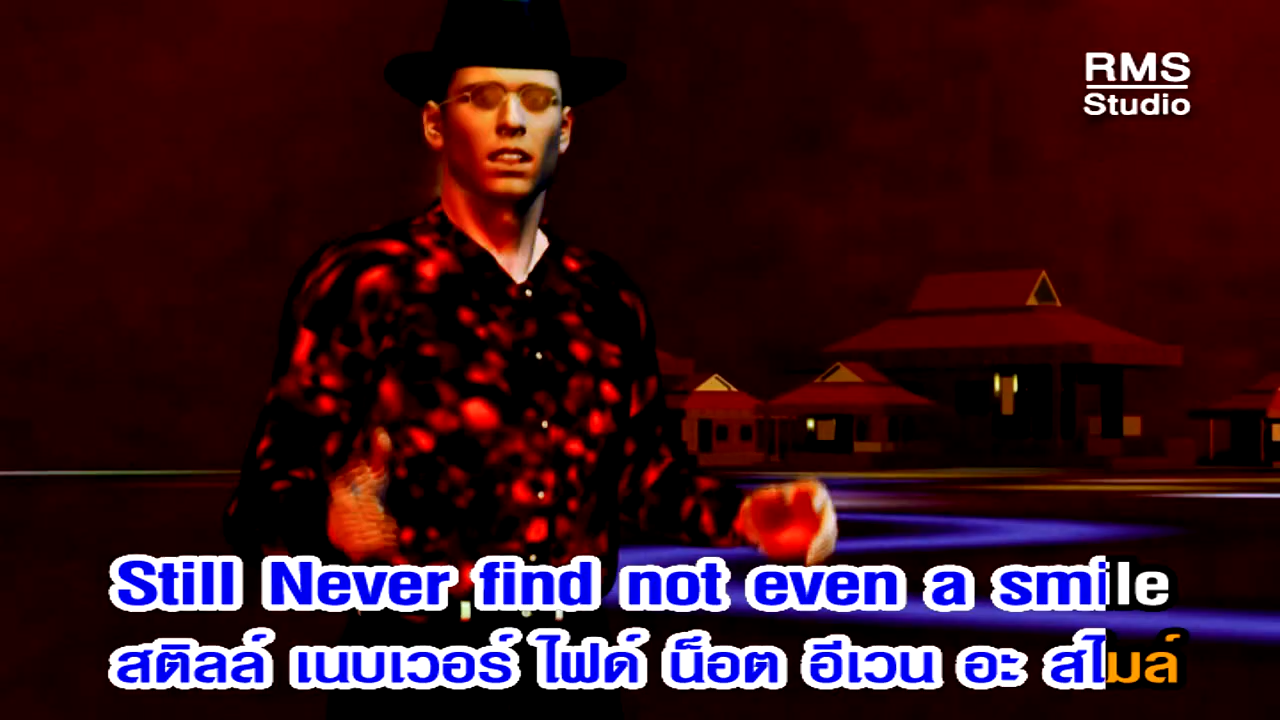 RMS
Studio
Still Never find not even a smile
สติลล์ เนบเวอร์ ไฟด์ น็อต อีเวน อะ สไมล์